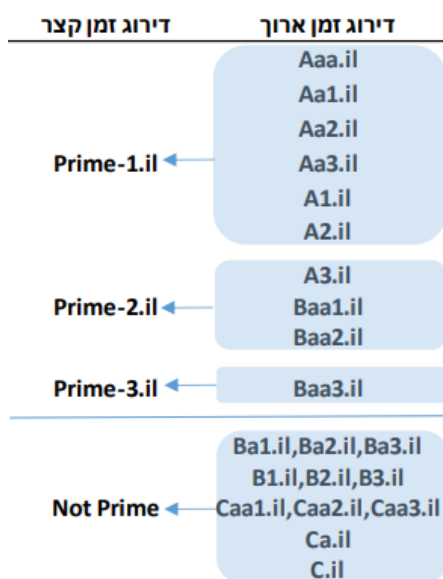 דירוג זמן ארוך דירוג זמן קצר
Aaa.il
Aa1.il
Aa2.il
Aa3.il
Prime-1.il
A1.il
A2.il
A3.il
Baa1.il
Prime-2.il
Baa2.il
Baa3.il
Prime-3.il
Ba1.il,Ba2.il,Ba3.il
B1.il,B2.il,B3.il
Caa1.il,Caa2.il,Caa3.il
Not Prime
Ca.il
C.il